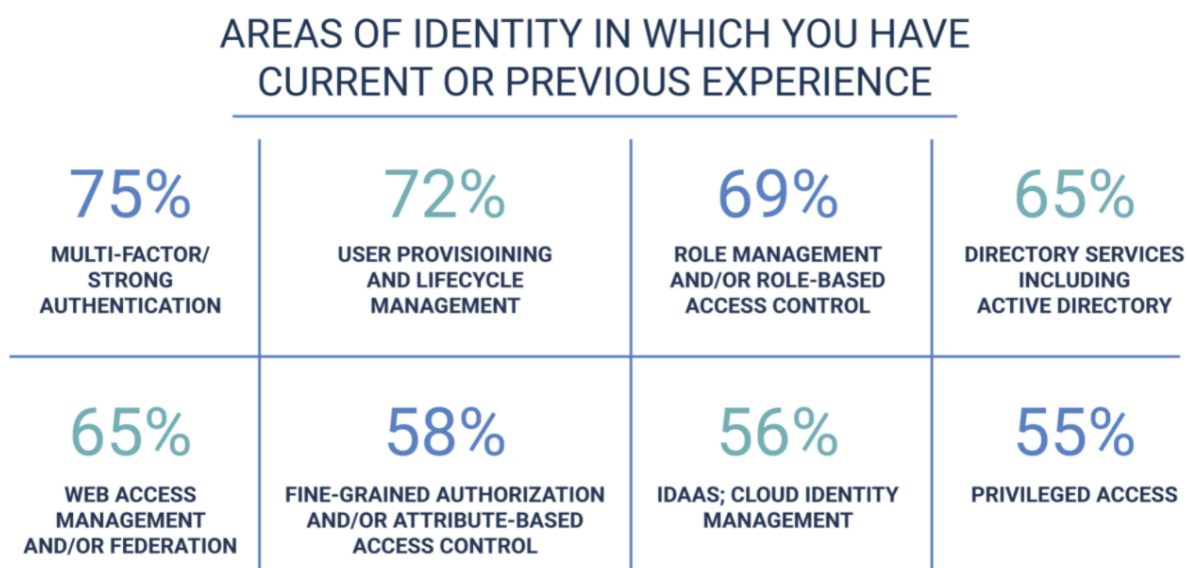 AREAS OF IDENTITY IN WHICH YOU HAVE
CURRENT OR PREVIOUS EXPERIENCE
75%
MULTI-FACTOR/
STRONG
AUTHENTICATION
72%
USER PROVISIOINING
AND LIFECYCLE
MANAGEMENT
69%
ROLE MANAGEMENT
AND/OR ROLE-BASED
ACCESS CONTROL
65%
DIRECTORY SERVICES
INCLUDING
ACTIVE DIRECTORY
65%
WEB ACCESS
MANAGEMENT
AND/OR FEDERATION
58%
FINE-GRAINED AUTHORIZATION
AND/OR ATTRIBUTE-BASED
ACCESS CONTROL
56%
IDAAS; CLOUD IDENTITY
MANAGEMENT
55%
PRIVILEGED ACCESS